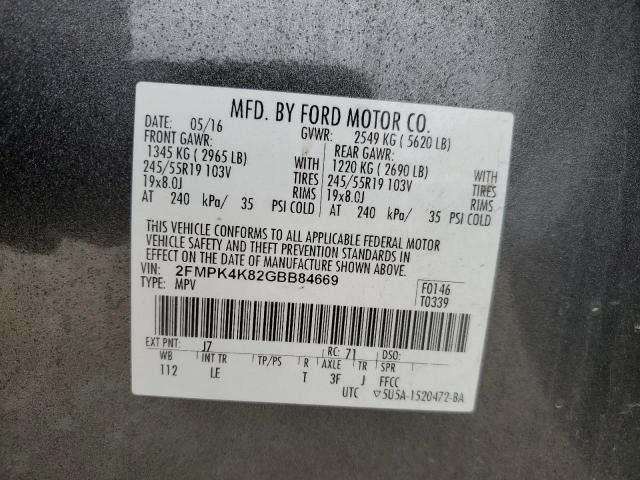 MFD. BY FORD MOTOR CO.
DATE: 05/16 GVWR: 2549 KG ( 5620 LB)
FRONT GAWR: REAR GAWR:
1345 KG ( 2965 LB) WITH 1220 KG ( 2690 LB) WITH
245/55R19 103V TIRES 245/55R19 103V TIRES
19x8.0J RIMS 19x8.0J RIMS
AT 240 kPa/ 35 PSI COLD AT 240 kPa/ 35 PSI COLD
THIS VEHICLE CONFORMS TO ALL APPLICABLE FEDERAL MOTOR
VEHICLE SAFETY AND THEFT PREVENTION STANDARDS IN
EFFECT ON THE DATE OF MANUFACTURE SHOWN ABOVE.
VIN: 2FMPK4K82GBB84669 F0146
TYPE: MPV T0339
EXT PNT: J7 RC: 71 DSO:
WB INT TR TP/PS R AXLE TR SPR
112 LE T 3F J FFCC
UTC ▽5U5A-1520472-BA